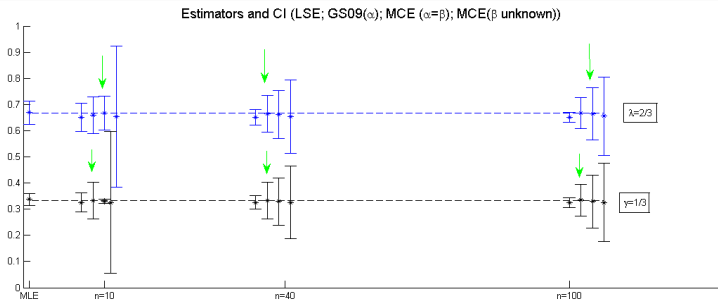 Estimators and CI (LSE; GS09(α); MCE (α=β); MCE(β unknown))
1
0.9
0.8
0.7
0.6
0.5
0.4
0.3
0.2
0.1
0
λ=2/3
γ=1/3
MLE n=10 n=40 n=100